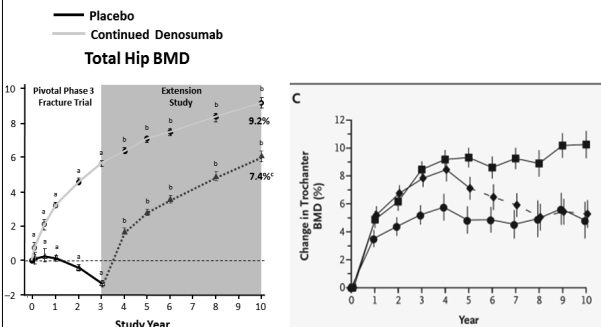 Placebo
Continued Denosumab
Total Hip BMD
Pivotal Phase 3
Fracture Trial
Extension
Study
10
8
6
4
2
0
−2
a
a
a
a
a
a
b
b
b
b
b
b
b
b
b
b
9.2%
7.4%c
0 1 2 3 4 5 6 7 8 9 10
Study Year
C
Change in Trochanter
BMD (%)
12
10
8
6
4
2
0
0 1 2 3 4 5 6 7 8 9 10
Year